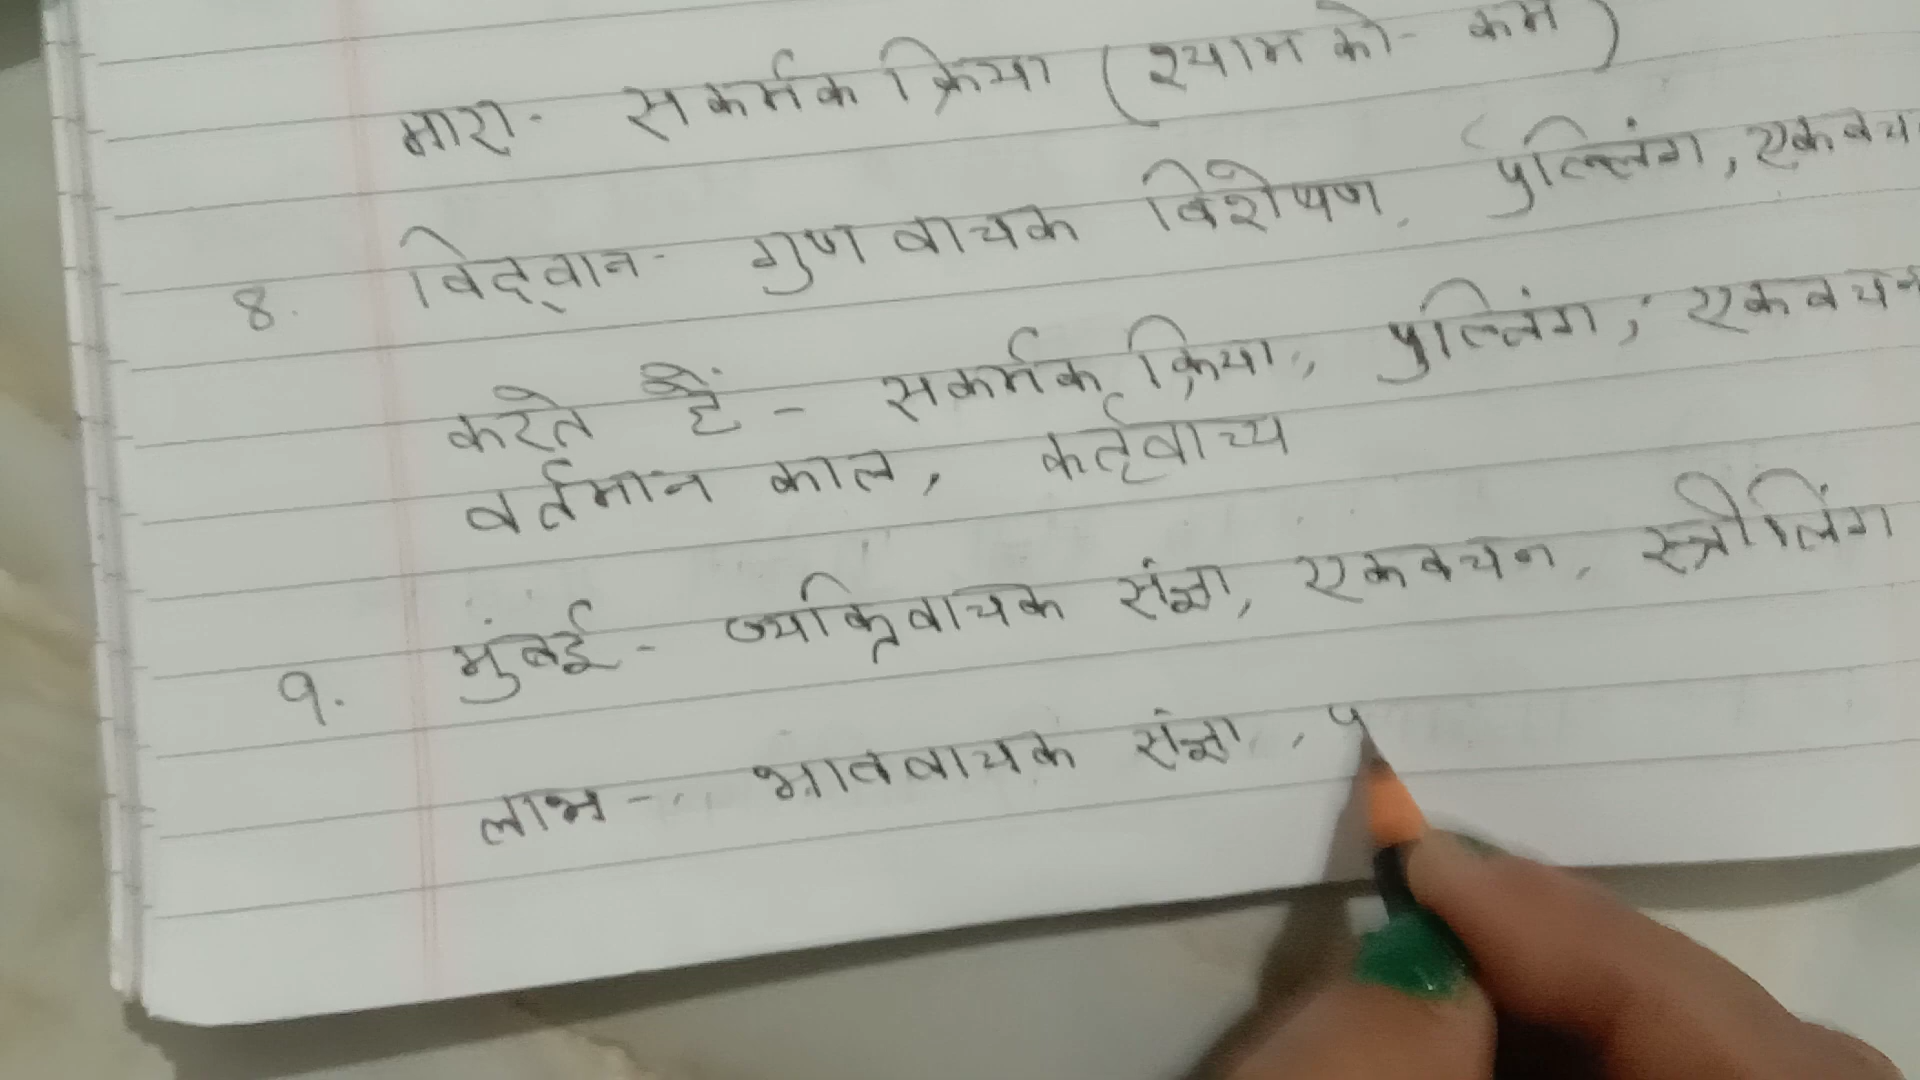 मारा- सकर्मक क्रिया (श्याम को- कर्म)
8. विद्वान- गुणवाचक विशेषण, पुल्लिंग, एकवच
करते हैं - सकर्मक क्रिया, पुल्लिंग, एकवचन
वर्तमान काल, कर्तृवाच्य
9. मुंबई- व्यक्तिवाचक संज्ञा, एकवचन, स्त्रीलिंग
लाभ - भाववाचक संज्ञा, प